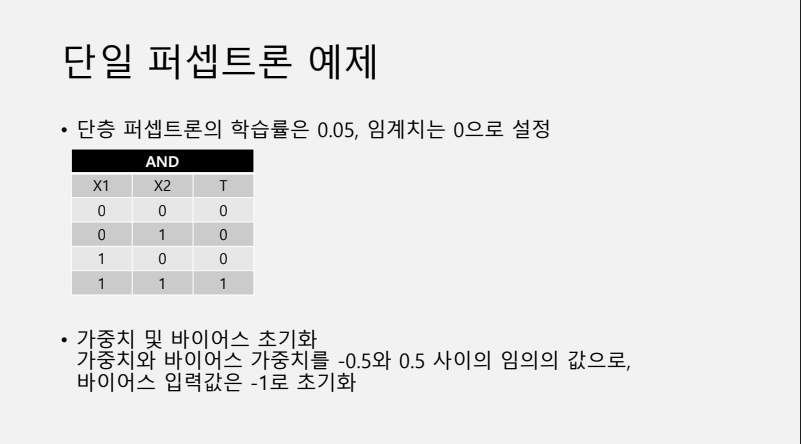 단일 퍼셉트론 예제
• 단층 퍼셉트론의 학습률은 0.05, 임계치는 0으로 설정
AND
X1 X2 T
0 0 0
0 1 0
1 0 0
1 1 1
• 가중치 및 바이어스 초기화
가중치와 바이어스 가중치를 -0.5와 0.5 사이의 임의의 값으로,
바이어스 입력값은 -1로 초기화